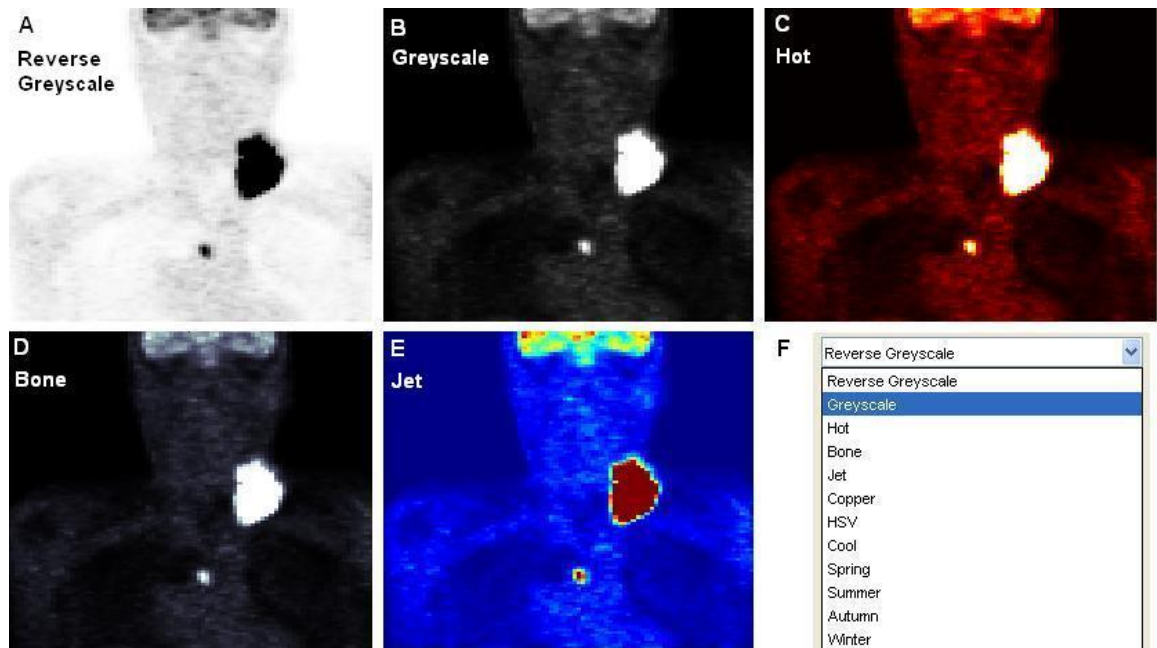 A
Reverse
Greyscale
B
Greyscale
C
Hot
D
Bone
E
Jet
F
Reverse Greyscale
Reverse Greyscale
Greyscale
Hot
Bone
Jet
Copper
HSV
Cool
Spring
Summer
Autumn
Winter